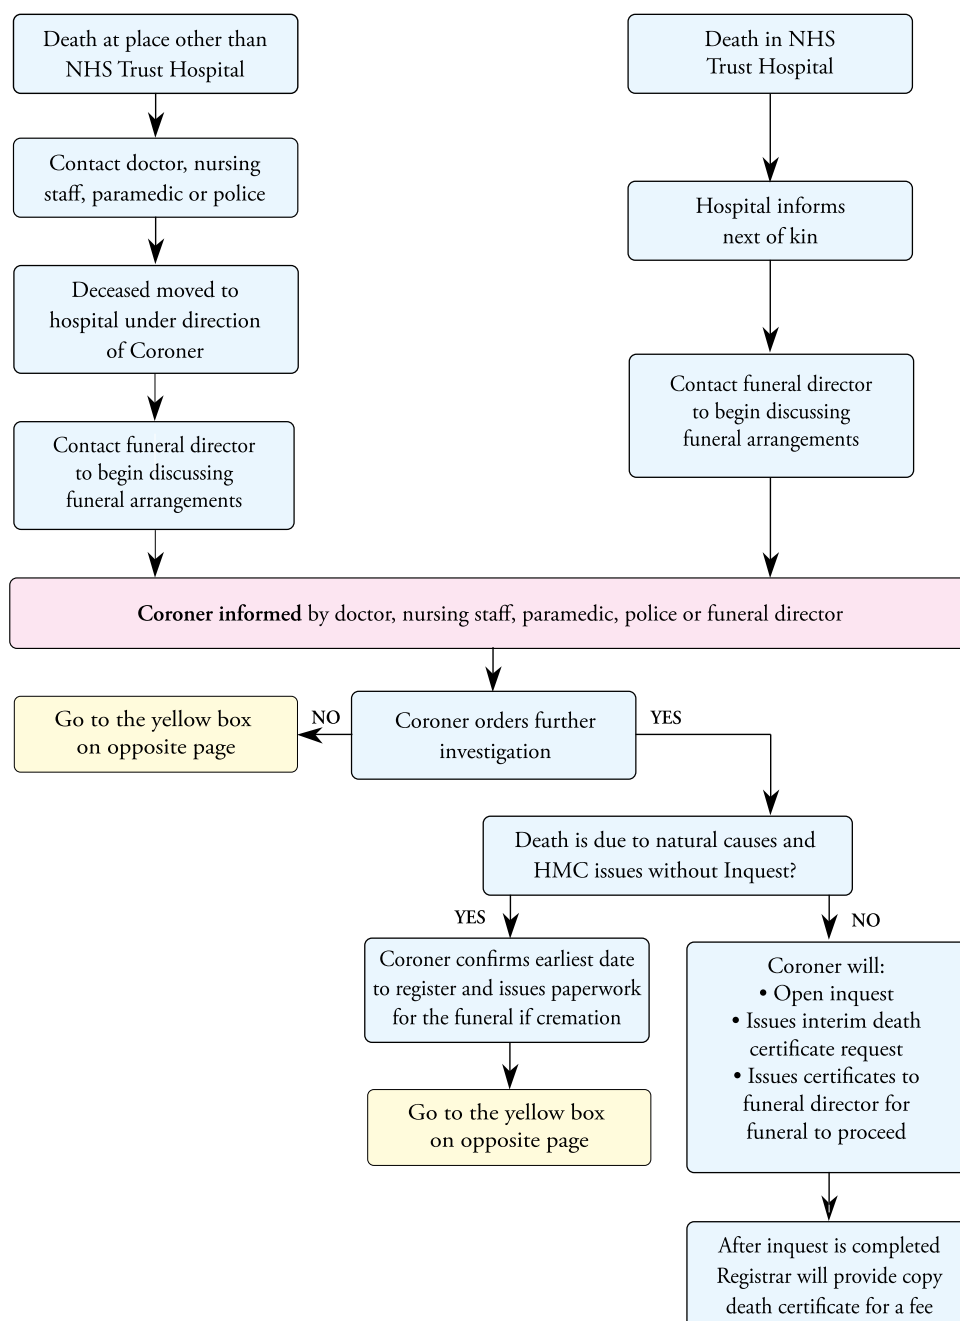 Death at place other than
NHS Trust Hospital
Death in NHS
Trust Hospital
Contact doctor, nursing
staff, paramedic or police
Hospital informs
next of kin
Deceased moved to
hospital under direction
of Coroner
Contact funeral director
to begin discussing
funeral arrangements
Contact funeral director
to begin discussing
funeral arrangements
Coroner informed by doctor, nursing staff, paramedic, police or funeral director
Go to the yellow box
on opposite page
NO
Coroner orders further
investigation
YES
Death is due to natural causes and
HMC issues without Inquest?
YES
NO
Coroner confirms earliest date
to register and issues paperwork
for the funeral if cremation
Coroner will:
• Open inquest
• Issues interim death
certificate request
• Issues certificates to
funeral director for
funeral to proceed
Go to the yellow box
on opposite page
After inquest is completed
Registrar will provide copy
death certificate for a fee